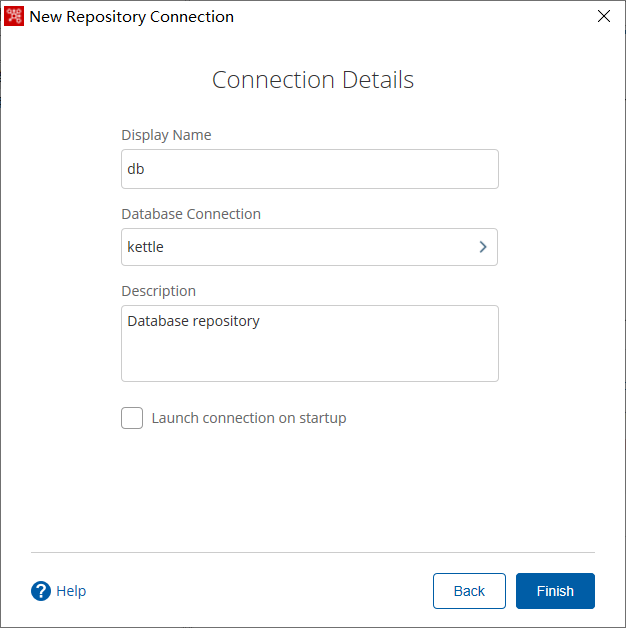 New Repository Connection
Connection Details
Display Name
db
Database Connection
kettle
Description
Database repository
Launch connection on startup
? Help
Back
Finish